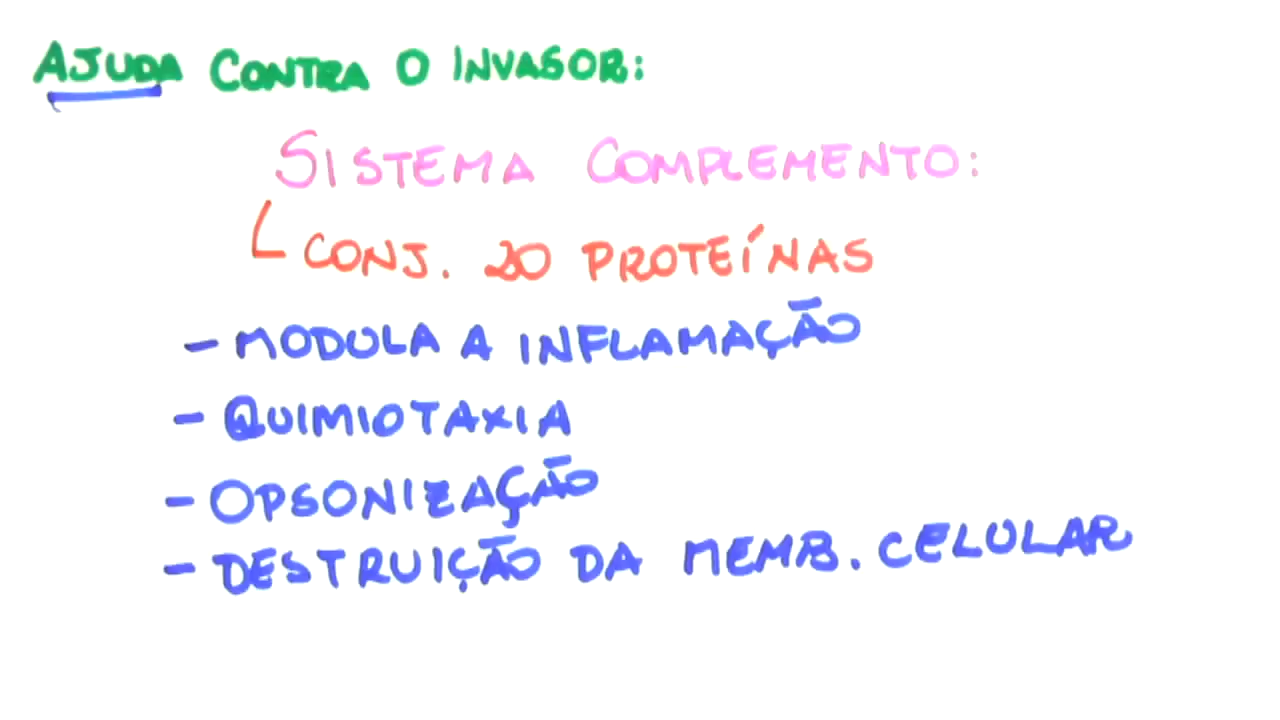 AJUDA CONTRA O INVASOR:
SISTEMA COMPLEMENTO:
CONJ. 20 PROTEÍNAS
- MODULA A INFLAMAÇÃO
- QUIMIOTAXIA
- OPSONIZAÇÃO
- DESTRUIÇÃO DA MEMB. CELULAR